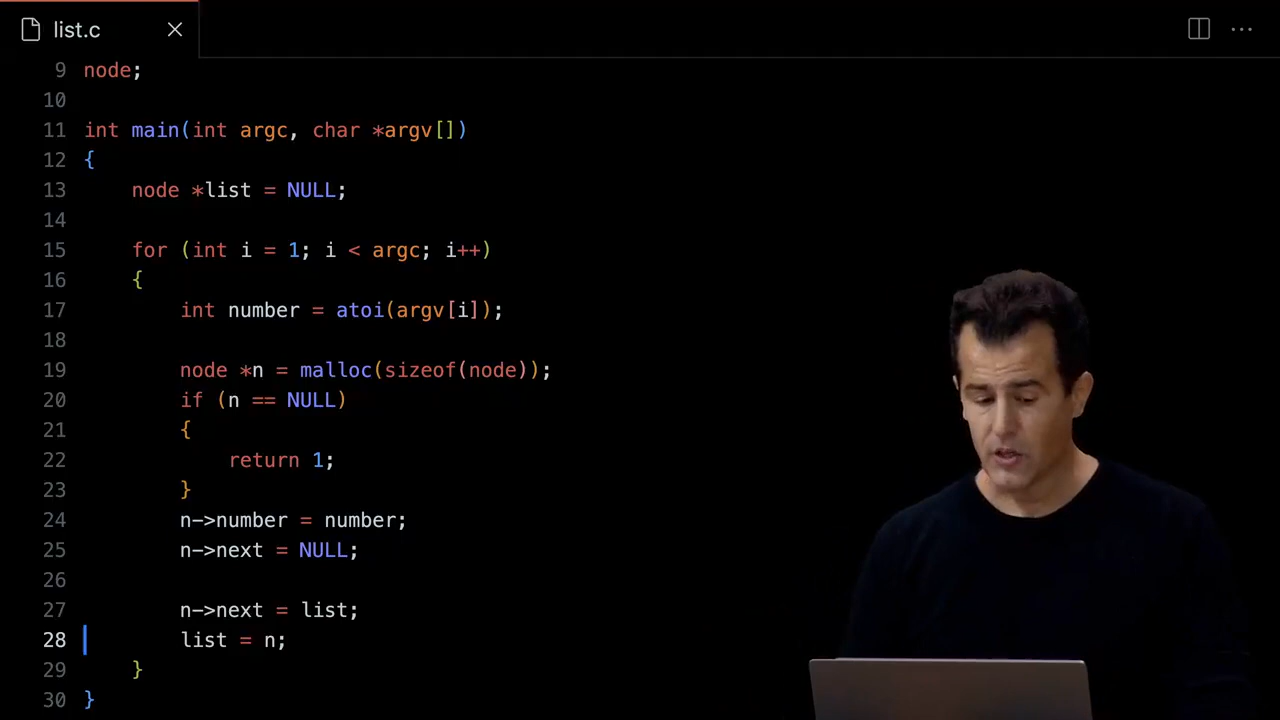 list.c
9 node;
10
11 int main(int argc, char *argv[])
12 {
13     node *list = NULL;
14
15     for (int i = 1; i < argc; i++)
16     {
17         int number = atoi(argv[i]);
18
19         node *n = malloc(sizeof(node));
20         if (n == NULL)
21         {
22             return 1;
23         }
24         n->number = number;
25         n->next = NULL;
26
27         n->next = list;
28         list = n;
29     }
30 }